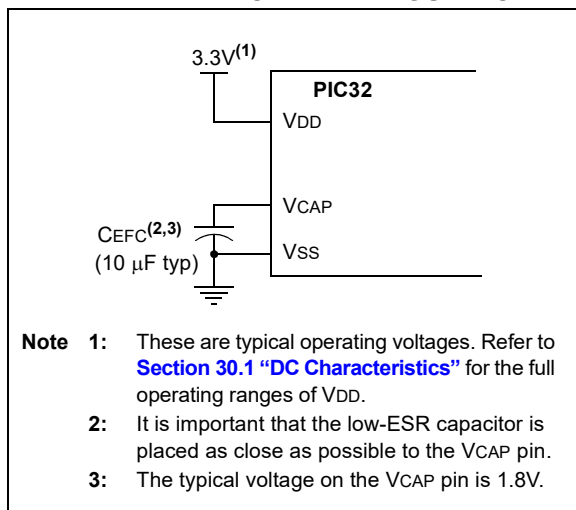 3.3V(1)
PIC32
VDD
VCAP
CEFC(2,3)
(10 μF typ)
VSS
Note 1: These are typical operating voltages. Refer to
Section 30.1 “DC Characteristics” for the full
operating ranges of VDD.
2: It is important that the low-ESR capacitor is
placed as close as possible to the VCAP pin.
3: The typical voltage on the VCAP pin is 1.8V.